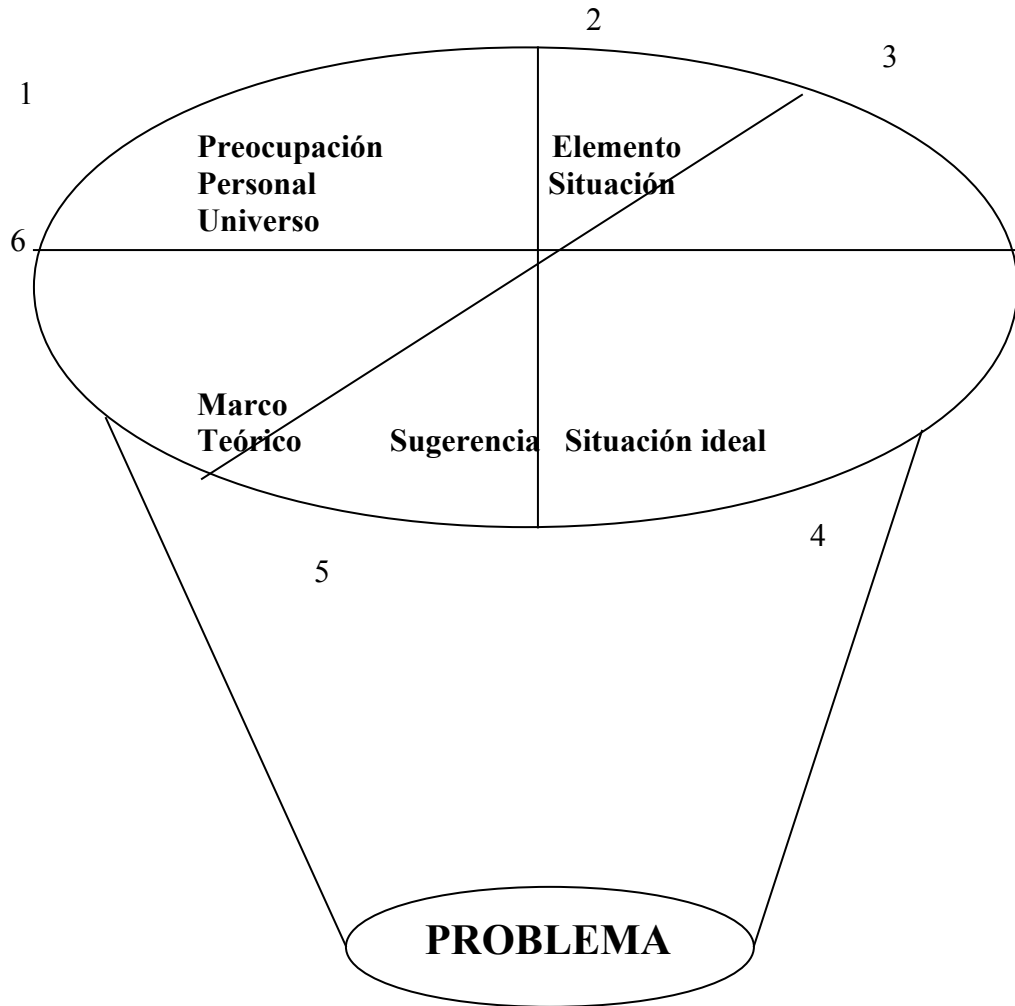 2
3
1
Preocupación
Personal
Universo
Elemento
Situación
6
Marco
Teórico
Sugerencia
Situación ideal
4
5
PROBLEMA